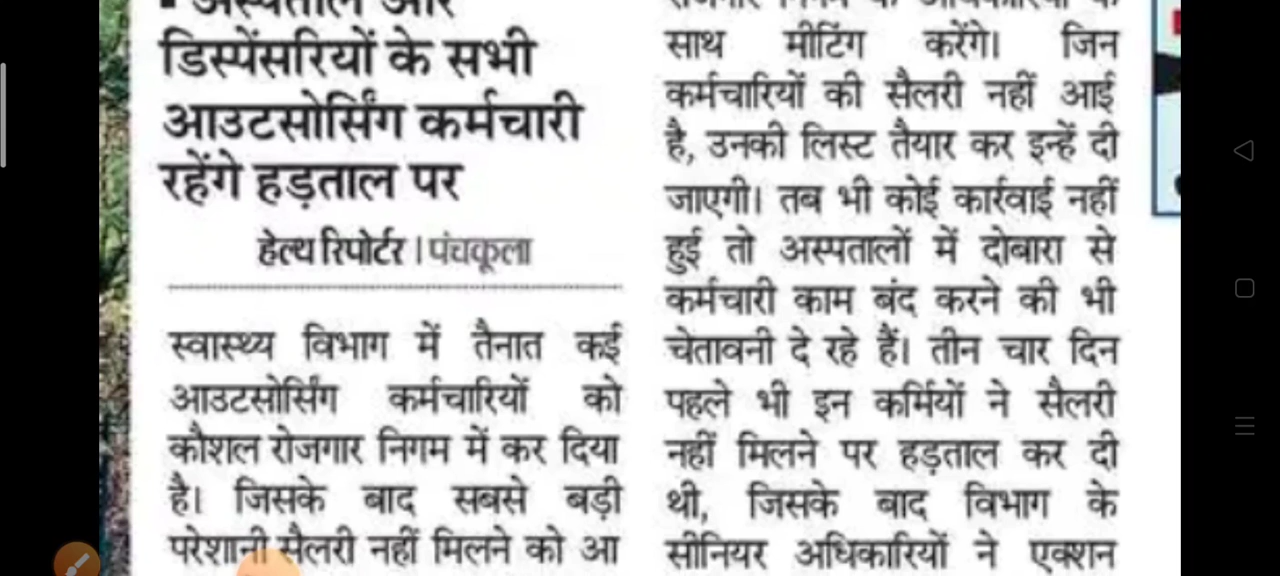 डिस्पेंसरियों के सभी
आउटसोर्सिंग कर्मचारी
रहेंगे हड़ताल पर
हेल्थ रिपोर्टर | पंचकूला
स्वास्थ्य विभाग में तैनात कई
आउटसोर्सिंग कर्मचारियों को
कौशल रोजगार निगम में कर दिया
है। जिसके बाद सबसे बड़ी
परेशानी सैलरी नहीं मिलने को आ
साथ मीटिंग करेंगे। जिन
कर्मचारियों की सैलरी नहीं आई
है, उनकी लिस्ट तैयार कर इन्हें दी
जाएगी। तब भी कोई कार्रवाई नहीं
हुई तो अस्पतालों में दोबारा से
कर्मचारी काम बंद करने की भी
चेतावनी दे रहे हैं। तीन चार दिन
पहले भी इन कर्मियों ने सैलरी
नहीं मिलने पर हड़ताल कर दी
थी, जिसके बाद विभाग के
सीनियर अधिकारियों ने एक्शन